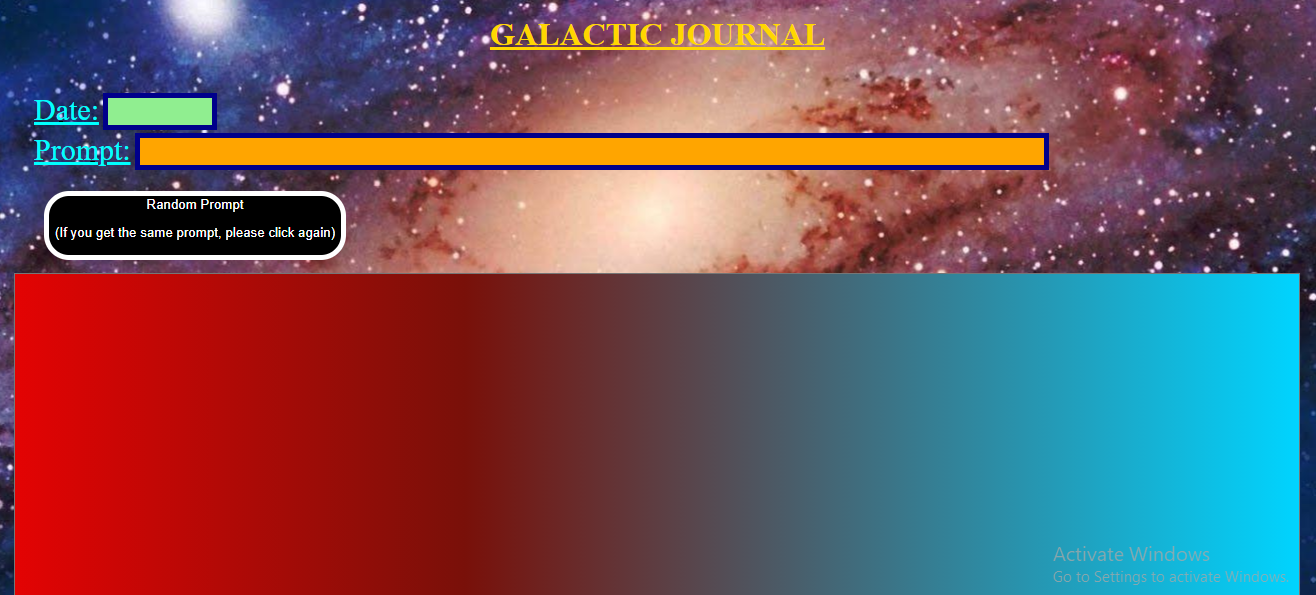 GALACTIC JOURNAL
Date:
Prompt:
Random Prompt
(If you get the same prompt, please click again)
Activate Windows
Go to Settings to activate Windows.